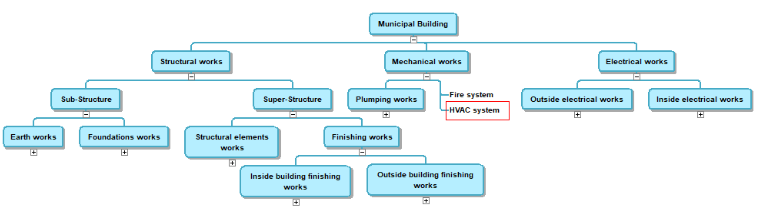 Municipal Building
Structural works
Mechanical works
Electrical works
Sub-Structure
Super-Structure
Plumping works
Fire system
HVAC system
Outside electrical works
Inside electrical works
Earth works
Foundations works
Structural elements
works
Finishing works
Inside building finishing
works
Outside building finishing
works